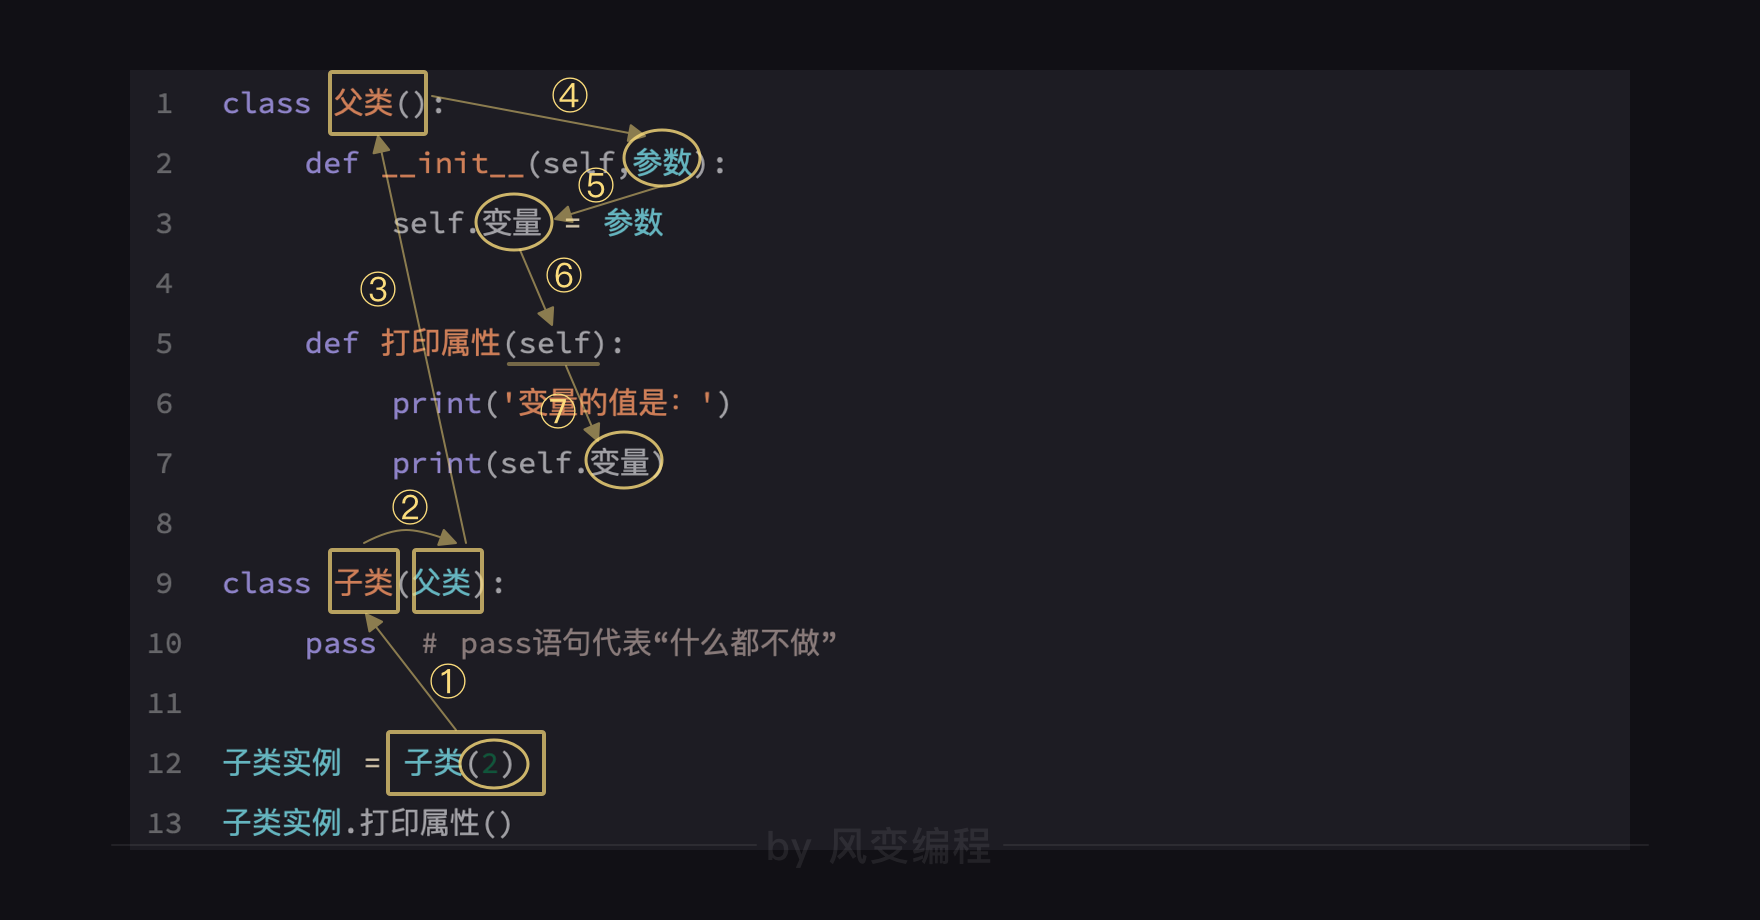 1 class 父类():
④
2 def __init__(self,参数):
⑤
3 self.变量 = 参数
⑥
③
4
5 def 打印属性(self):
6 print('变量的值是：')
⑦
7 print(self.变量)
②
8
9 class 子类(父类):
10 pass # pass语句代表“什么都不做”
①
11
12 子类实例 = 子类(2)
13 子类实例.打印属性()
by 风变编程